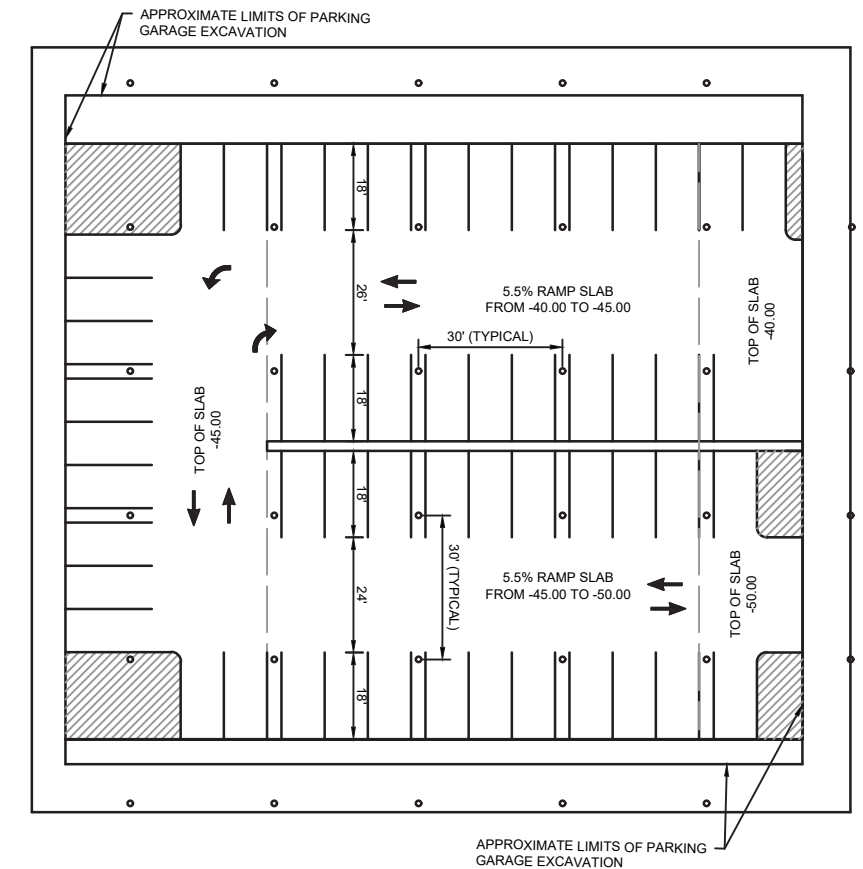 APPROXIMATE LIMITS OF PARKING
GARAGE EXCAVATION
18'
26'
5.5% RAMP SLAB
FROM -40.00 TO -45.00
30' (TYPICAL)
TOP OF SLAB
-40.00
18'
TOP OF SLAB
-45.00
18'
30' (TYPICAL)
24'
5.5% RAMP SLAB
FROM -45.00 TO -50.00
TOP OF SLAB
-50.00
18'
APPROXIMATE LIMITS OF PARKING
GARAGE EXCAVATION